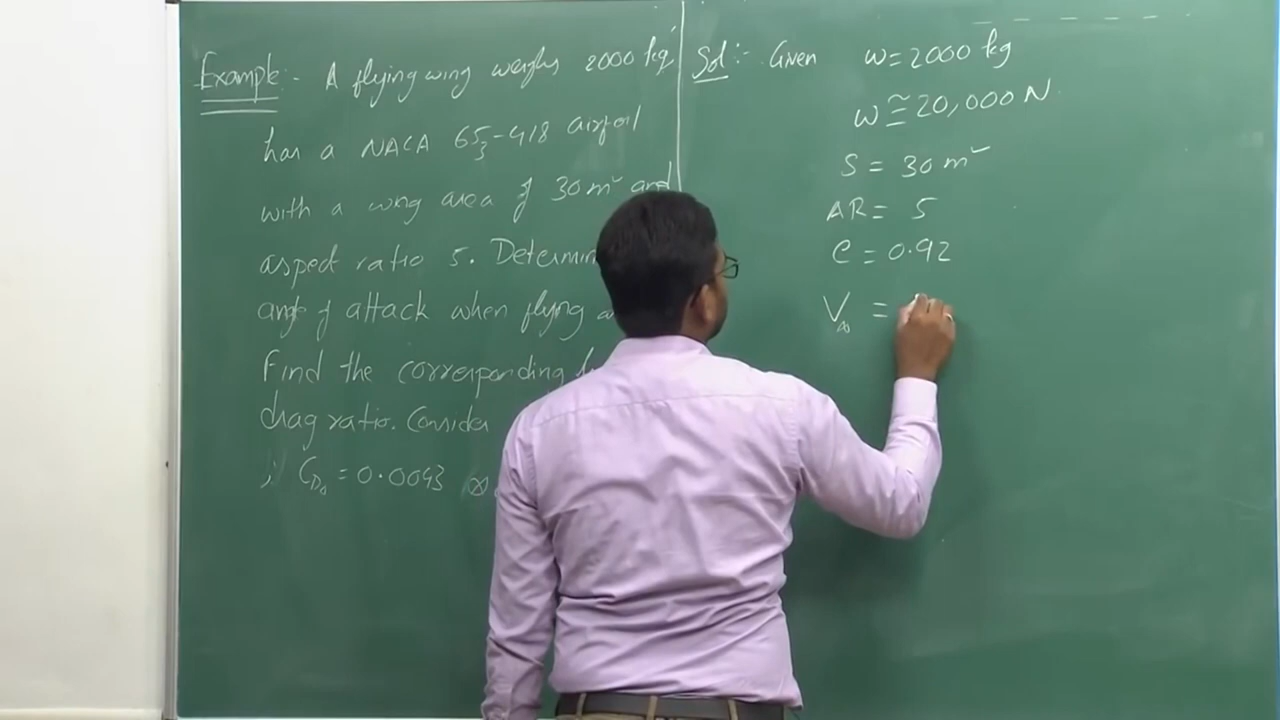 Example:- A flying wing weighs 2000 kg,
has a NACA 65₃-418 airfoil
with a wing area of 30 m² and
aspect ratio 5. Determin
angle of attack when flying a
Find the corresponding
drag ratio. Consider
i) C_D₀ = 0.0043
Sol:- Given W = 2000 kg
W ≅ 20,000 N
S = 30 m²
AR = 5
e = 0.92
V∞ =